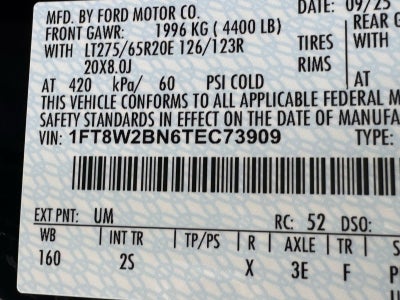 MFD. BY FORD MOTOR CO.
DATE: 09/25
FRONT GAWR: 1996 KG ( 4400 LB)
REAR G
WITH LT275/65R20E 126/123R TIRES WITH
20X8.0J RIMS
AT 420 kPa/ 60 PSI COLD AT
THIS VEHICLE CONFORMS TO ALL APPLICABLE FEDERAL M
SAFETY STANDARDS IN EFFECT ON THE DATE OF MANUFA
VIN: 1FT8W2BN6TEC73909 TYPE:
EXT PNT: UM RC: 52 DSO:
WB INT TR TP/PS R AXLE TR S
160 2S X 3E F